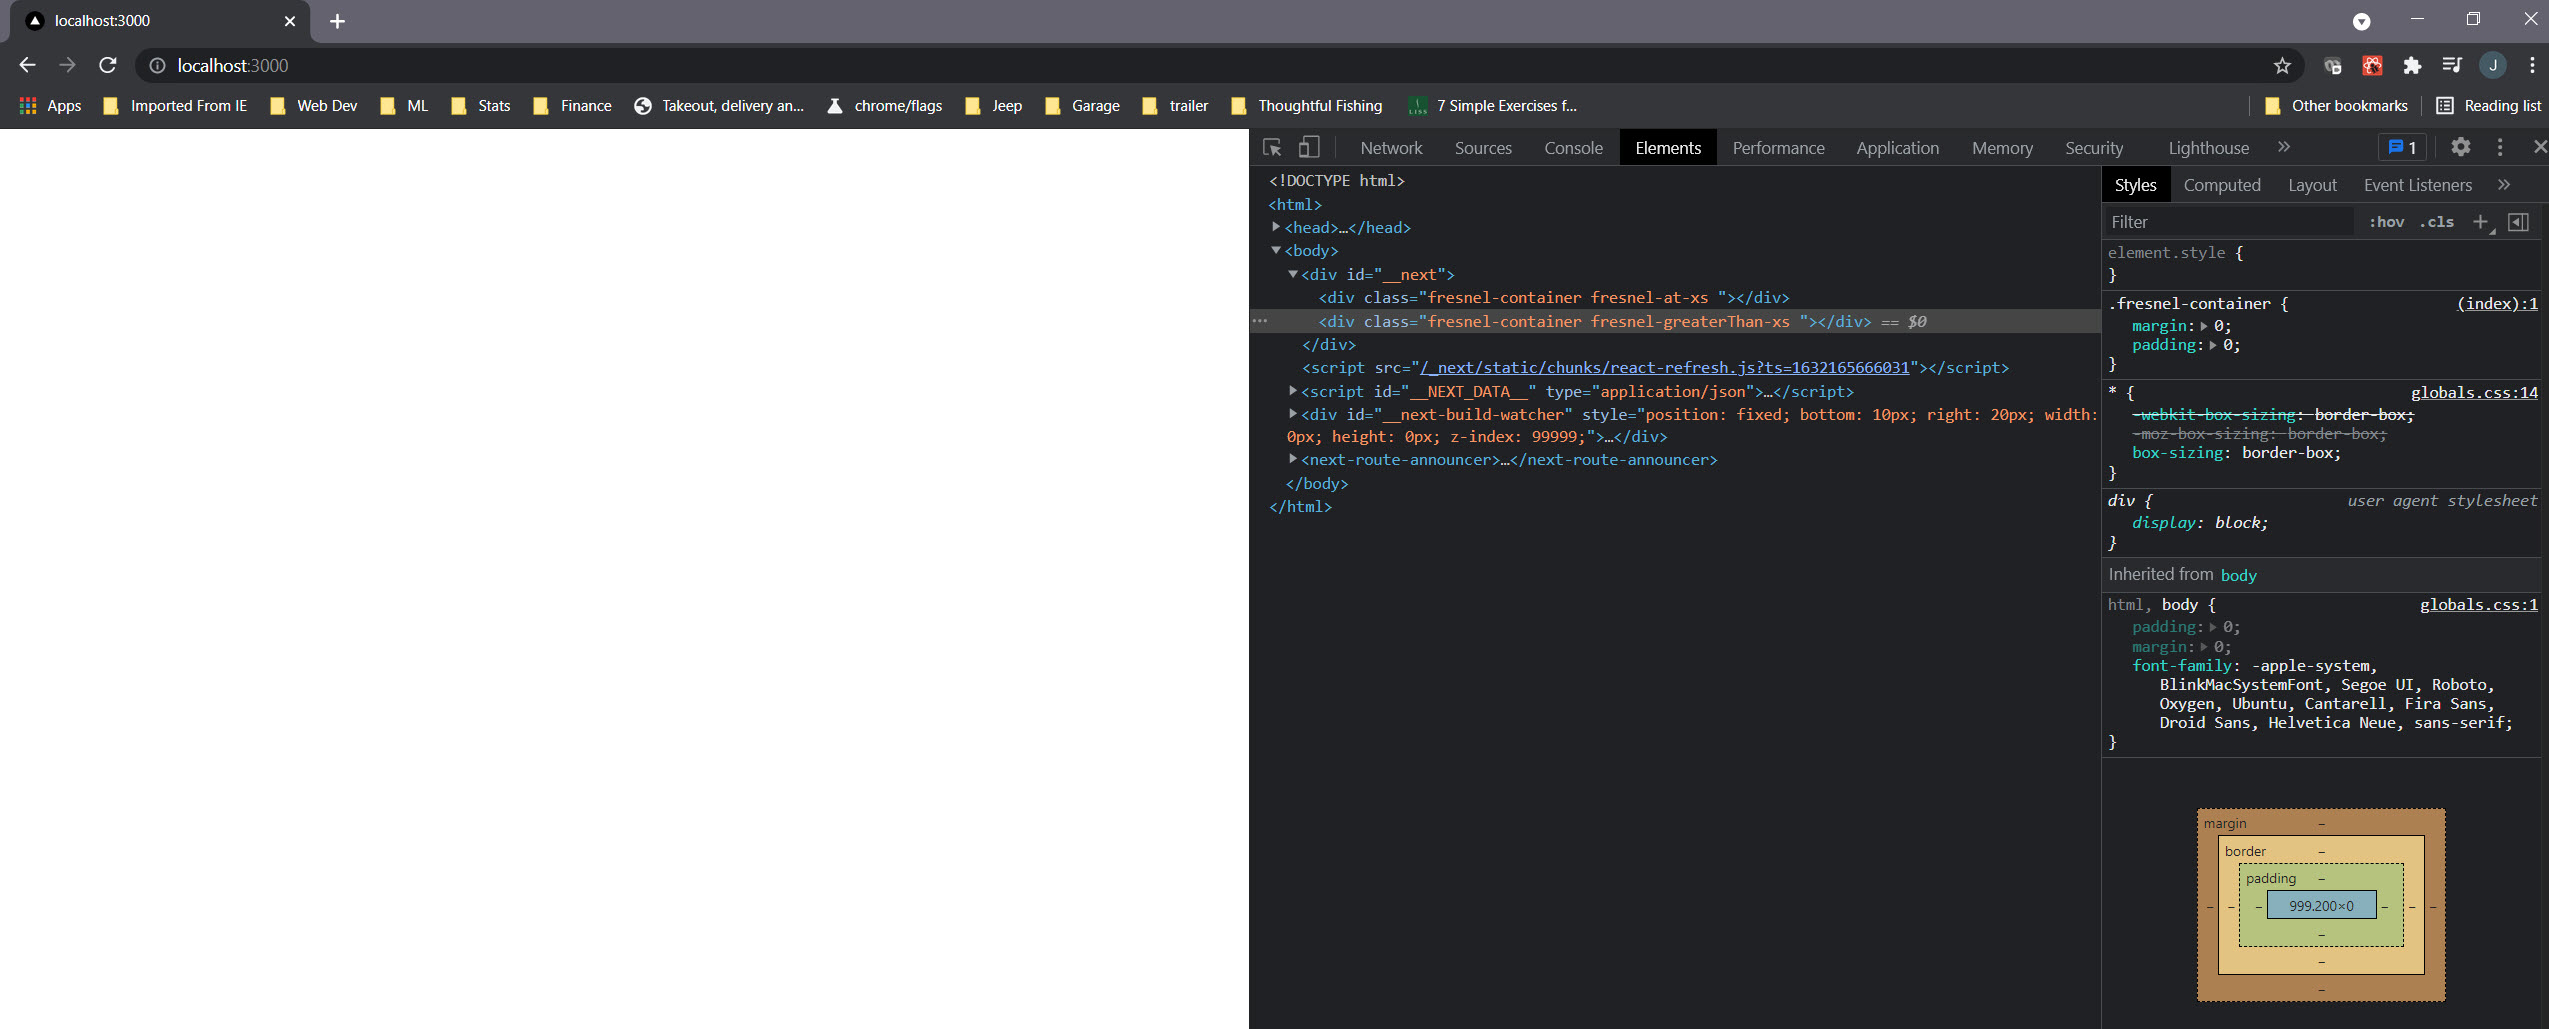 localhost:3000
localhost:3000
J
Apps Imported From IE Web Dev ML Stats Finance Takeout, delivery an... chrome/flags Jeep Garage trailer Thoughtful Fishing LISS 7 Simple Exercises f... Other bookmarks Reading list
Network Sources Console Elements Performance Application Memory Security Lighthouse » 1
<!DOCTYPE html>
<html>
<head>…</head>
<body>
<div id="__next">
<div class="fresnel-container fresnel-at-xs "></div>
<div class="fresnel-container fresnel-greaterThan-xs "></div> == $0
</div>
<script src="/_next/static/chunks/react-refresh.js?ts=1632165666031"></script>
<script id="__NEXT_DATA__" type="application/json">…</script>
<div id="__next-build-watcher" style="position: fixed; bottom: 10px; right: 20px; width:
0px; height: 0px; z-index: 99999;">…</div>
<next-route-announcer>…</next-route-announcer>
</body>
</html>
Styles Computed Layout Event Listeners »
Filter :hov .cls +
element.style {
}
.fresnel-container { (index):1
margin: 0;
padding: 0;
}
* { globals.css:14
-webkit-box-sizing: border-box;
-moz-box-sizing: border-box;
box-sizing: border-box;
}
div { user agent stylesheet
display: block;
}
Inherited from body
html, body { globals.css:1
padding: 0;
margin: 0;
font-family: -apple-system,
BlinkMacSystemFont, Segoe UI, Roboto,
Oxygen, Ubuntu, Cantarell, Fira Sans,
Droid Sans, Helvetica Neue, sans-serif;
}
margin –
border –
padding –
– – – 999.200×0 – – –
–
–
–